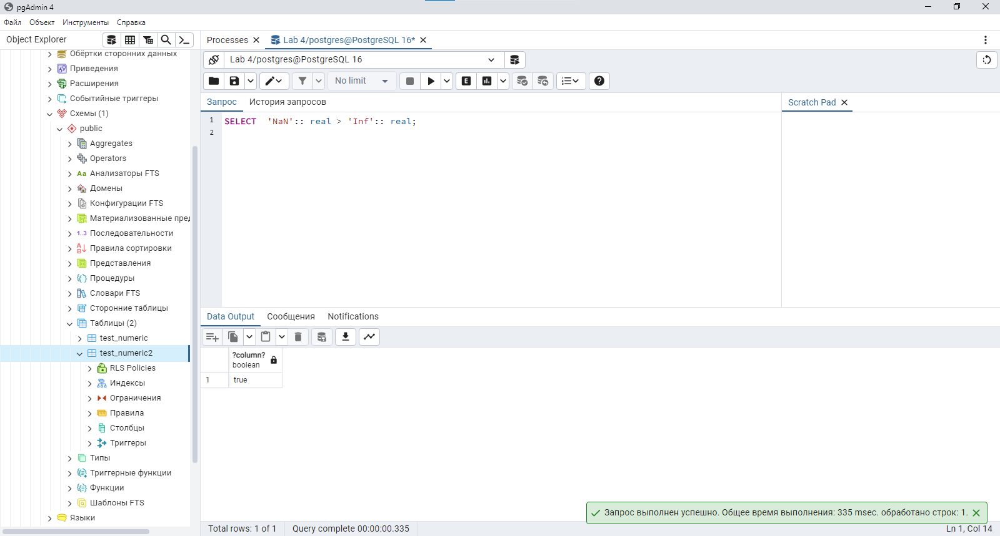 pgAdmin 4
Файл Объект Инструменты Справка
Object Explorer
Processes
Lab 4/postgres@PostgreSQL 16*
Обёртки сторонних данных
Приведения
Расширения
Событийные триггеры
Схемы (1)
public
Aggregates
Operators
Aa Анализаторы FTS
Домены
Конфигурации FTS
Материализованные пред
1..3 Последовательности
Правила сортировки
Представления
Процедуры
Словари FTS
Сторонние таблицы
Таблицы (2)
test_numeric
test_numeric2
RLS Policies
Индексы
Ограничения
Правила
Столбцы
Триггеры
Типы
Триггерные функции
Функции
Шаблоны FTS
Языки
Lab 4/postgres@PostgreSQL 16
No limit
E
Запрос История запросов
Scratch Pad
1 SELECT  'NaN':: real > 'Inf':: real;
2
Data Output Сообщения Notifications
?column?
boolean
1 true
Запрос выполнен успешно. Общее время выполнения: 335 msec. обработано строк: 1.
Total rows: 1 of 1 Query complete 00:00:00.335 Ln 1, Col 14